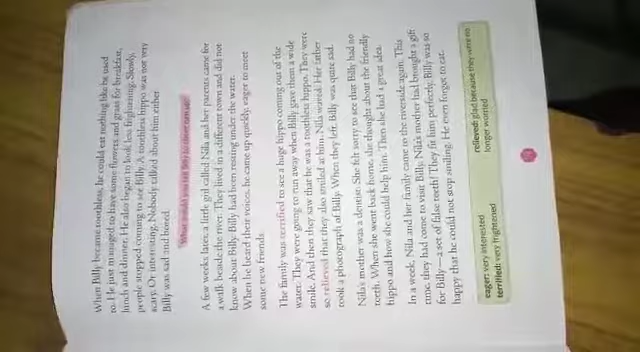 When Billy became toothless, he could eat nothing like he used
to. He just managed to have some flowers and grass for breakfast,
lunch and dinner. He also began to look less frightening. Slowly,
people stopped coming to see Billy. A toothless hippo was not very
scary. Or interesting. Nobody talked about him either.
Billy was sad and bored.
What would you tell Billy to cheer him up?
A few weeks later, a little girl called Nila and her parents came for
a walk beside the river. They lived in a different town and did not
know about Billy. Billy had been resting under the water.
When he heard their voices, he came up quickly, eager to meet
some new friends.
The family was terrified to see a huge hippo coming out of the
water. They were going to run away when Billy gave them a wide
smile. And then they saw that he was a toothless hippo. They were
so relieved that they also smiled at him. Nila waved. Her father
took a photograph of Billy. When they left, Billy was quite sad.
Nila's mother was a dentist. She felt sorry to see that Billy had no
teeth. When she went back home, she thought about the friendly
hippo and how she could help him. Then she had a great idea.
In a week, Nila and her family came to the riverside again. This
time, they had come to visit Billy. Nila's mother had brought a gift
for Billy—a set of false teeth! They fit him perfectly. Billy was so
happy that he could not stop smiling. He even forgot to eat.
eager: very interested
terrified: very frightened
relieved: glad because they were no
longer worried